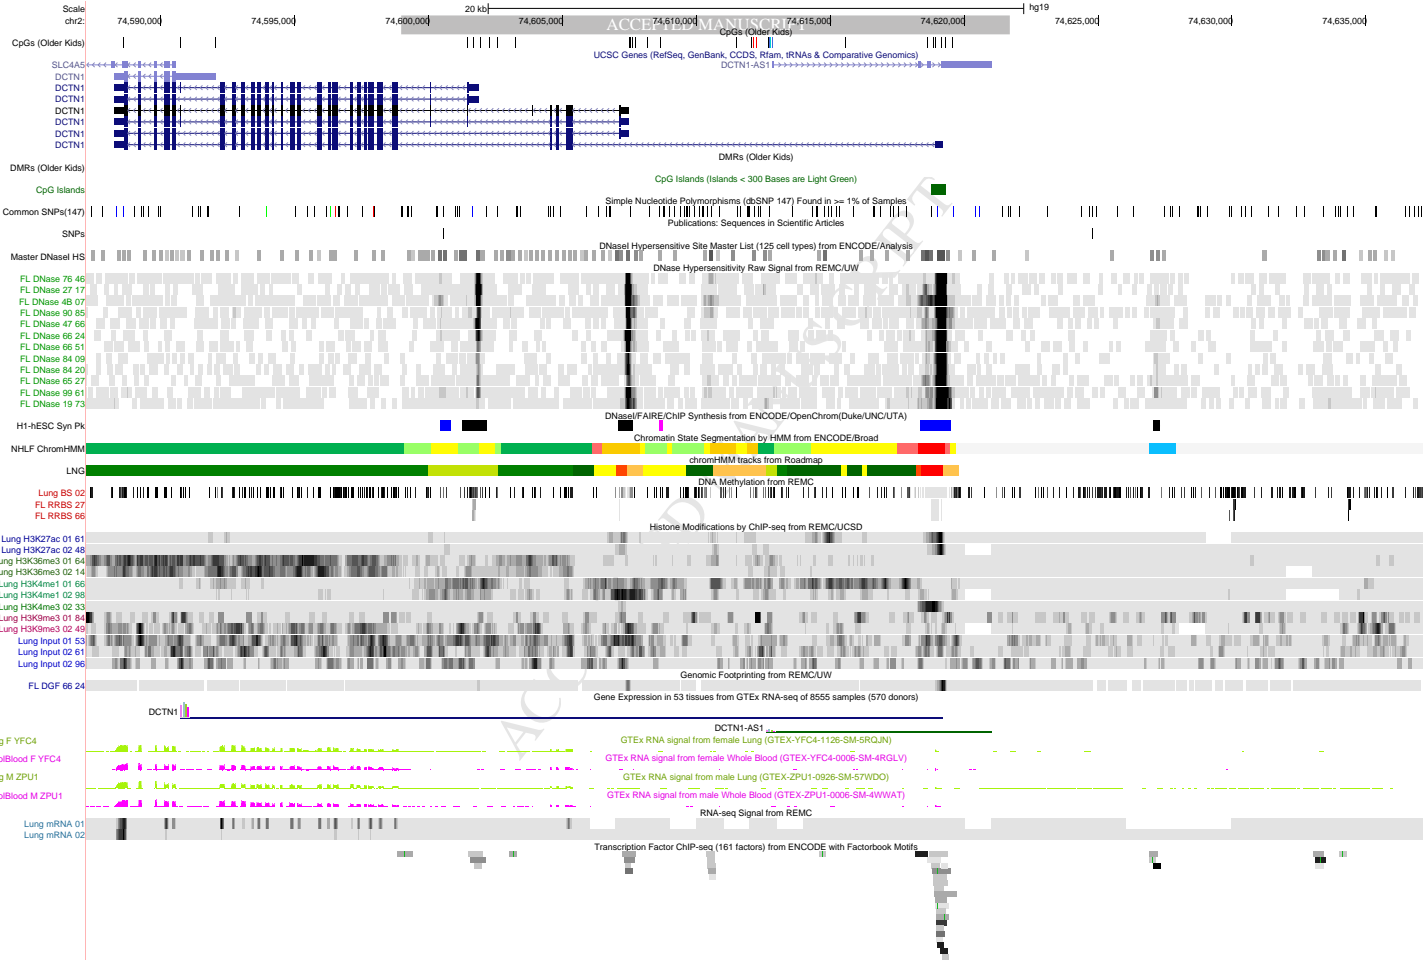 Scale 20 kb hg19
chr2: 74,590,000 74,595,000 74,600,000 74,605,000 74,610,000 74,615,000 74,620,000 74,625,000 74,630,000 74,635,000
ACCEPTED MANUSCRIPT
CpGs (Older Kids)
CpGs (Older Kids)
UCSC Genes (RefSeq, GenBank, CCDS, Rfam, tRNAs & Comparative Genomics)
SLC4A5 DCTN1-AS1
DCTN1
DCTN1
DCTN1
DCTN1
DCTN1
DCTN1
DCTN1
DMRs (Older Kids)
DMRs (Older Kids)
CpG Islands (Islands < 300 Bases are Light Green)
CpG Islands
Simple Nucleotide Polymorphisms (dbSNP 147) Found in >= 1% of Samples
Common SNPs(147)
Publications: Sequences in Scientific Articles
SNPs
DNaseI Hypersensitive Site Master List (125 cell types) from ENCODE/Analysis
Master DNaseI HS
DNase Hypersensitivity Raw Signal from REMC/UW
FL DNase 76 46
FL DNase 27 17
FL DNase 4B 07
FL DNase 90 85
FL DNase 47 66
FL DNase 66 24
FL DNase 66 51
FL DNase 84 09
FL DNase 84 20
FL DNase 65 27
FL DNase 99 61
FL DNase 19 73
DNaseI/FAIRE/ChIP Synthesis from ENCODE/OpenChrom(Duke/UNC/UTA)
H1-hESC Syn Pk
Chromatin State Segmentation by HMM from ENCODE/Broad
NHLF ChromHMM
chromHMM tracks from Roadmap
LNG
DNA Methylation from REMC
Lung BS 02
FL RRBS 27
FL RRBS 66
Histone Modifications by ChIP-seq from REMC/UCSD
Lung H3K27ac 01 61
Lung H3K27ac 02 48
ung H3K36me3 01 64
ung H3K36me3 02 14
Lung H3K4me1 01 66
Lung H3K4me1 02 98
Lung H3K4me3 02 33
Lung H3K9me3 01 84
Lung H3K9me3 02 49
Lung Input 01 53
Lung Input 02 61
Lung Input 02 96
Genomic Footprinting from REMC/UW
FL DGF 66 24
Gene Expression in 53 tissues from GTEx RNA-seq of 8555 samples (570 donors)
DCTN1
DCTN1-AS1
g F YFC4 GTEx RNA signal from female Lung (GTEX-YFC4-1126-SM-5RQJN)
olBlood F YFC4 GTEx RNA signal from female Whole Blood (GTEX-YFC4-0006-SM-4RGLV)
g M ZPU1 GTEx RNA signal from male Lung (GTEX-ZPU1-0926-SM-57WDO)
olBlood M ZPU1 GTEx RNA signal from male Whole Blood (GTEX-ZPU1-0006-SM-4WWAT)
RNA-seq Signal from REMC
Lung mRNA 01
Lung mRNA 02
Transcription Factor ChIP-seq (161 factors) from ENCODE with Factorbook Motifs